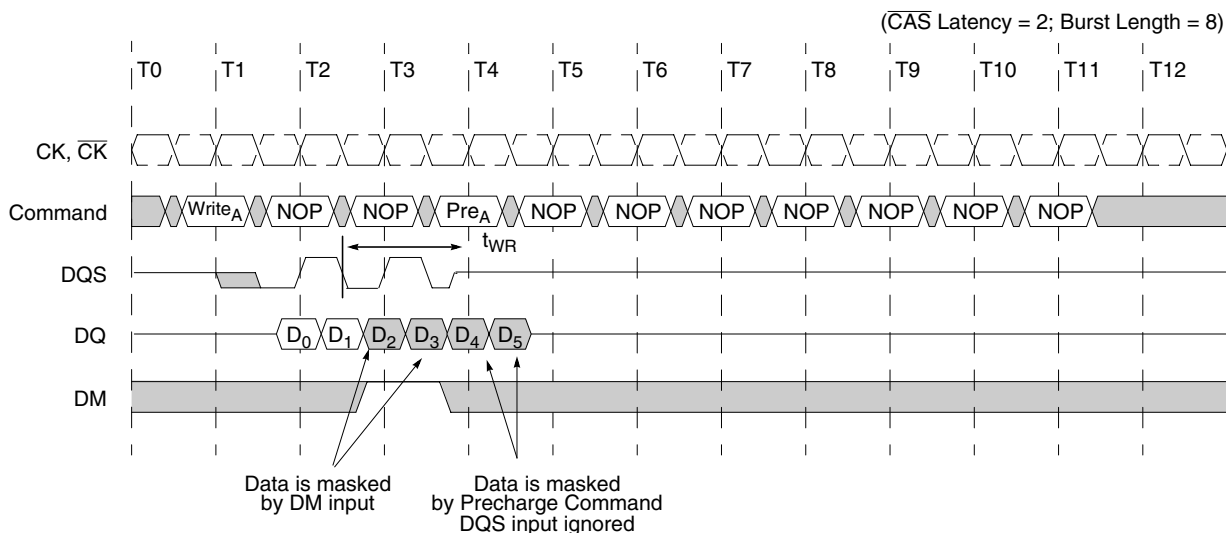 (CAS Latency = 2; Burst Length = 8)
T0 T1 T2 T3 T4 T5 T6 T7 T8 T9 T10 T11 T12
CK, CK
Command WriteA NOP NOP PreA NOP NOP NOP NOP NOP NOP NOP
tWR
DQS
DQ D0 D1 D2 D3 D4 D5
DM
Data is masked
by DM input
Data is masked
by Precharge Command
DQS input ignored